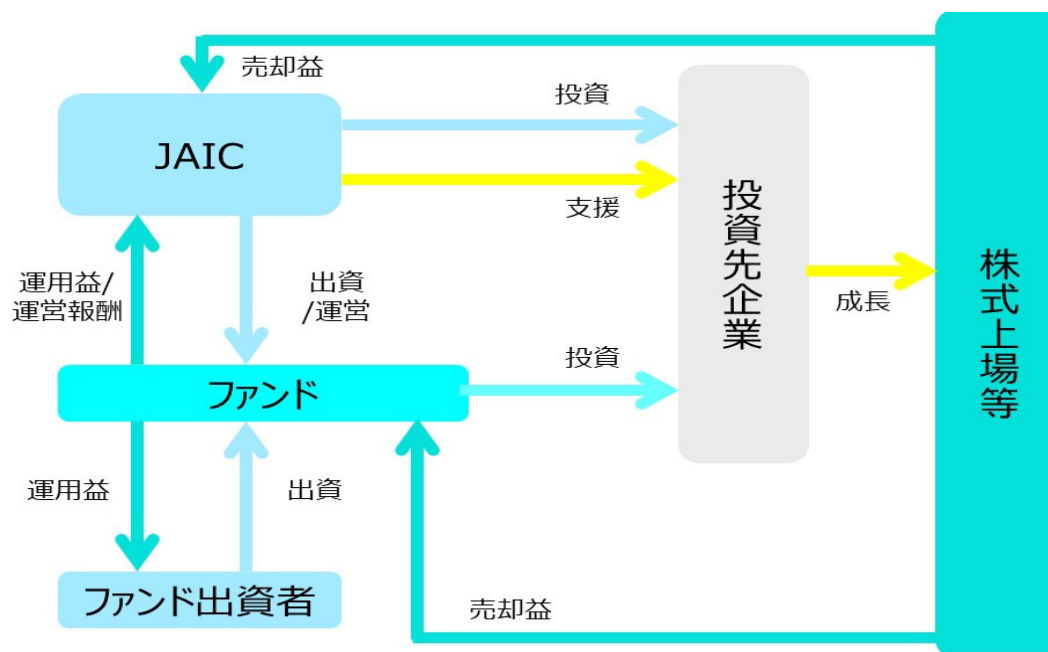 売却益
JAIC
投資
支援
投資先企業
成長
株式上場等
運用益/
運営報酬
出資
/運営
ファンド
投資
運用益
出資
ファンド出資者
売却益